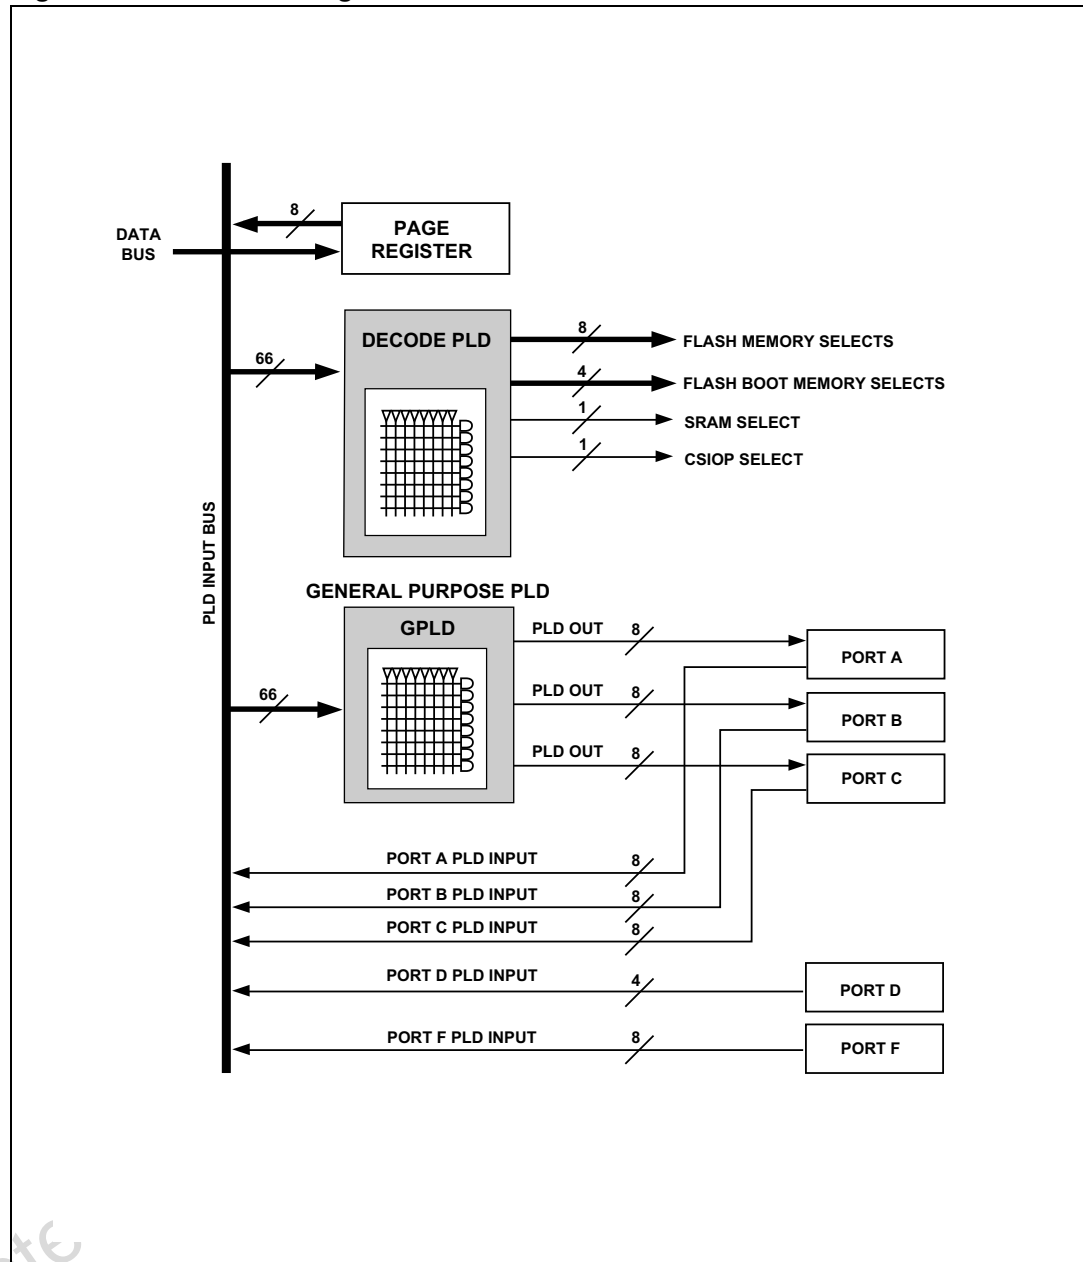 8
PAGE
REGISTER
DATA
BUS
DECODE PLD
8
FLASH MEMORY SELECTS
66
4
FLASH BOOT MEMORY SELECTS
1
SRAM SELECT
1
CSIOP SELECT
PLD INPUT BUS
GENERAL PURPOSE PLD
GPLD
PLD OUT 8
PORT A
66
PLD OUT 8
PORT B
PLD OUT 8
PORT C
PORT A PLD INPUT 8
PORT B PLD INPUT 8
PORT C PLD INPUT 8
PORT D PLD INPUT 4
PORT D
PORT F PLD INPUT 8
PORT F